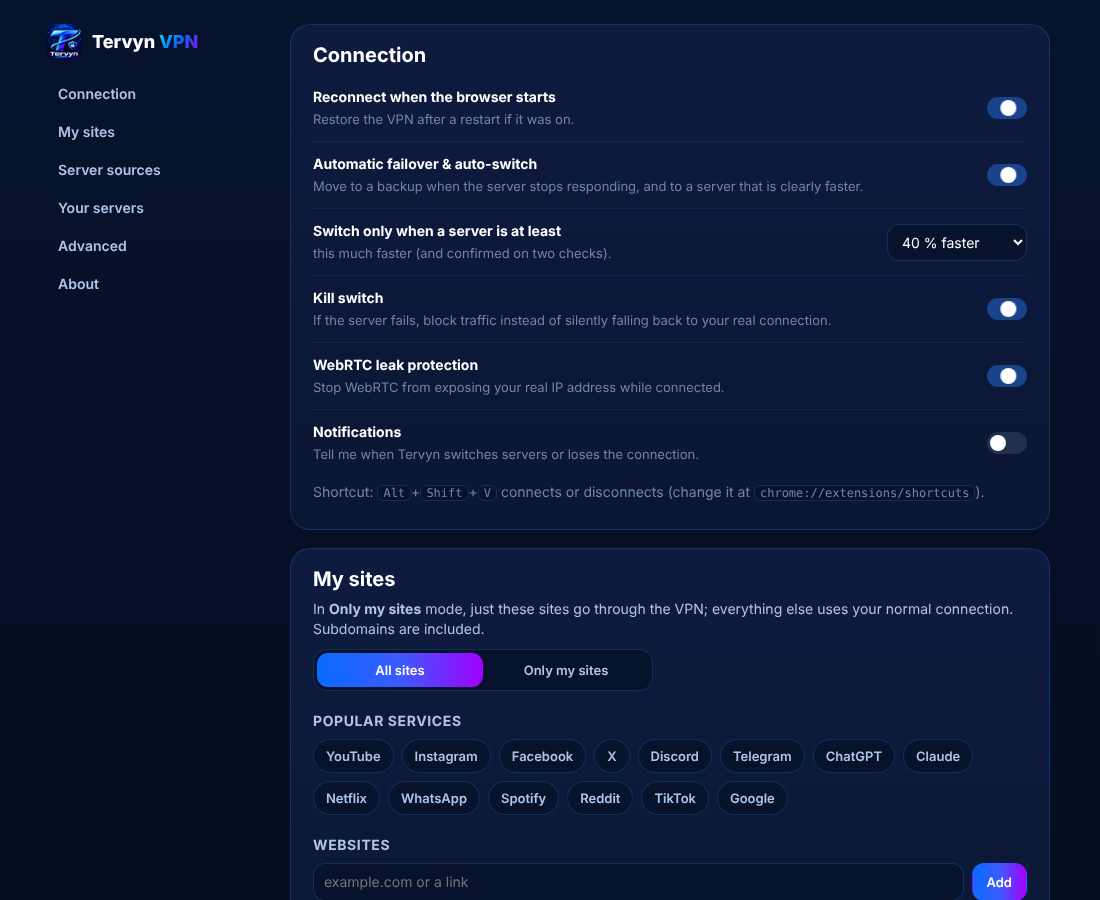 Tervyn
Tervyn VPN
Connection
My sites
Server sources
Your servers
Advanced
About
Connection
Reconnect when the browser starts
Restore the VPN after a restart if it was on.
Automatic failover & auto-switch
Move to a backup when the server stops responding, and to a server that is clearly faster.
Switch only when a server is at least
this much faster (and confirmed on two checks).
40 % faster
Kill switch
If the server fails, block traffic instead of silently falling back to your real connection.
WebRTC leak protection
Stop WebRTC from exposing your real IP address while connected.
Notifications
Tell me when Tervyn switches servers or loses the connection.
Shortcut: Alt + Shift + V connects or disconnects (change it at chrome://extensions/shortcuts ).
My sites
In Only my sites mode, just these sites go through the VPN; everything else uses your normal connection.
Subdomains are included.
All sites Only my sites
POPULAR SERVICES
YouTube Instagram Facebook X Discord Telegram ChatGPT Claude
Netflix WhatsApp Spotify Reddit TikTok Google
WEBSITES
example.com or a link Add